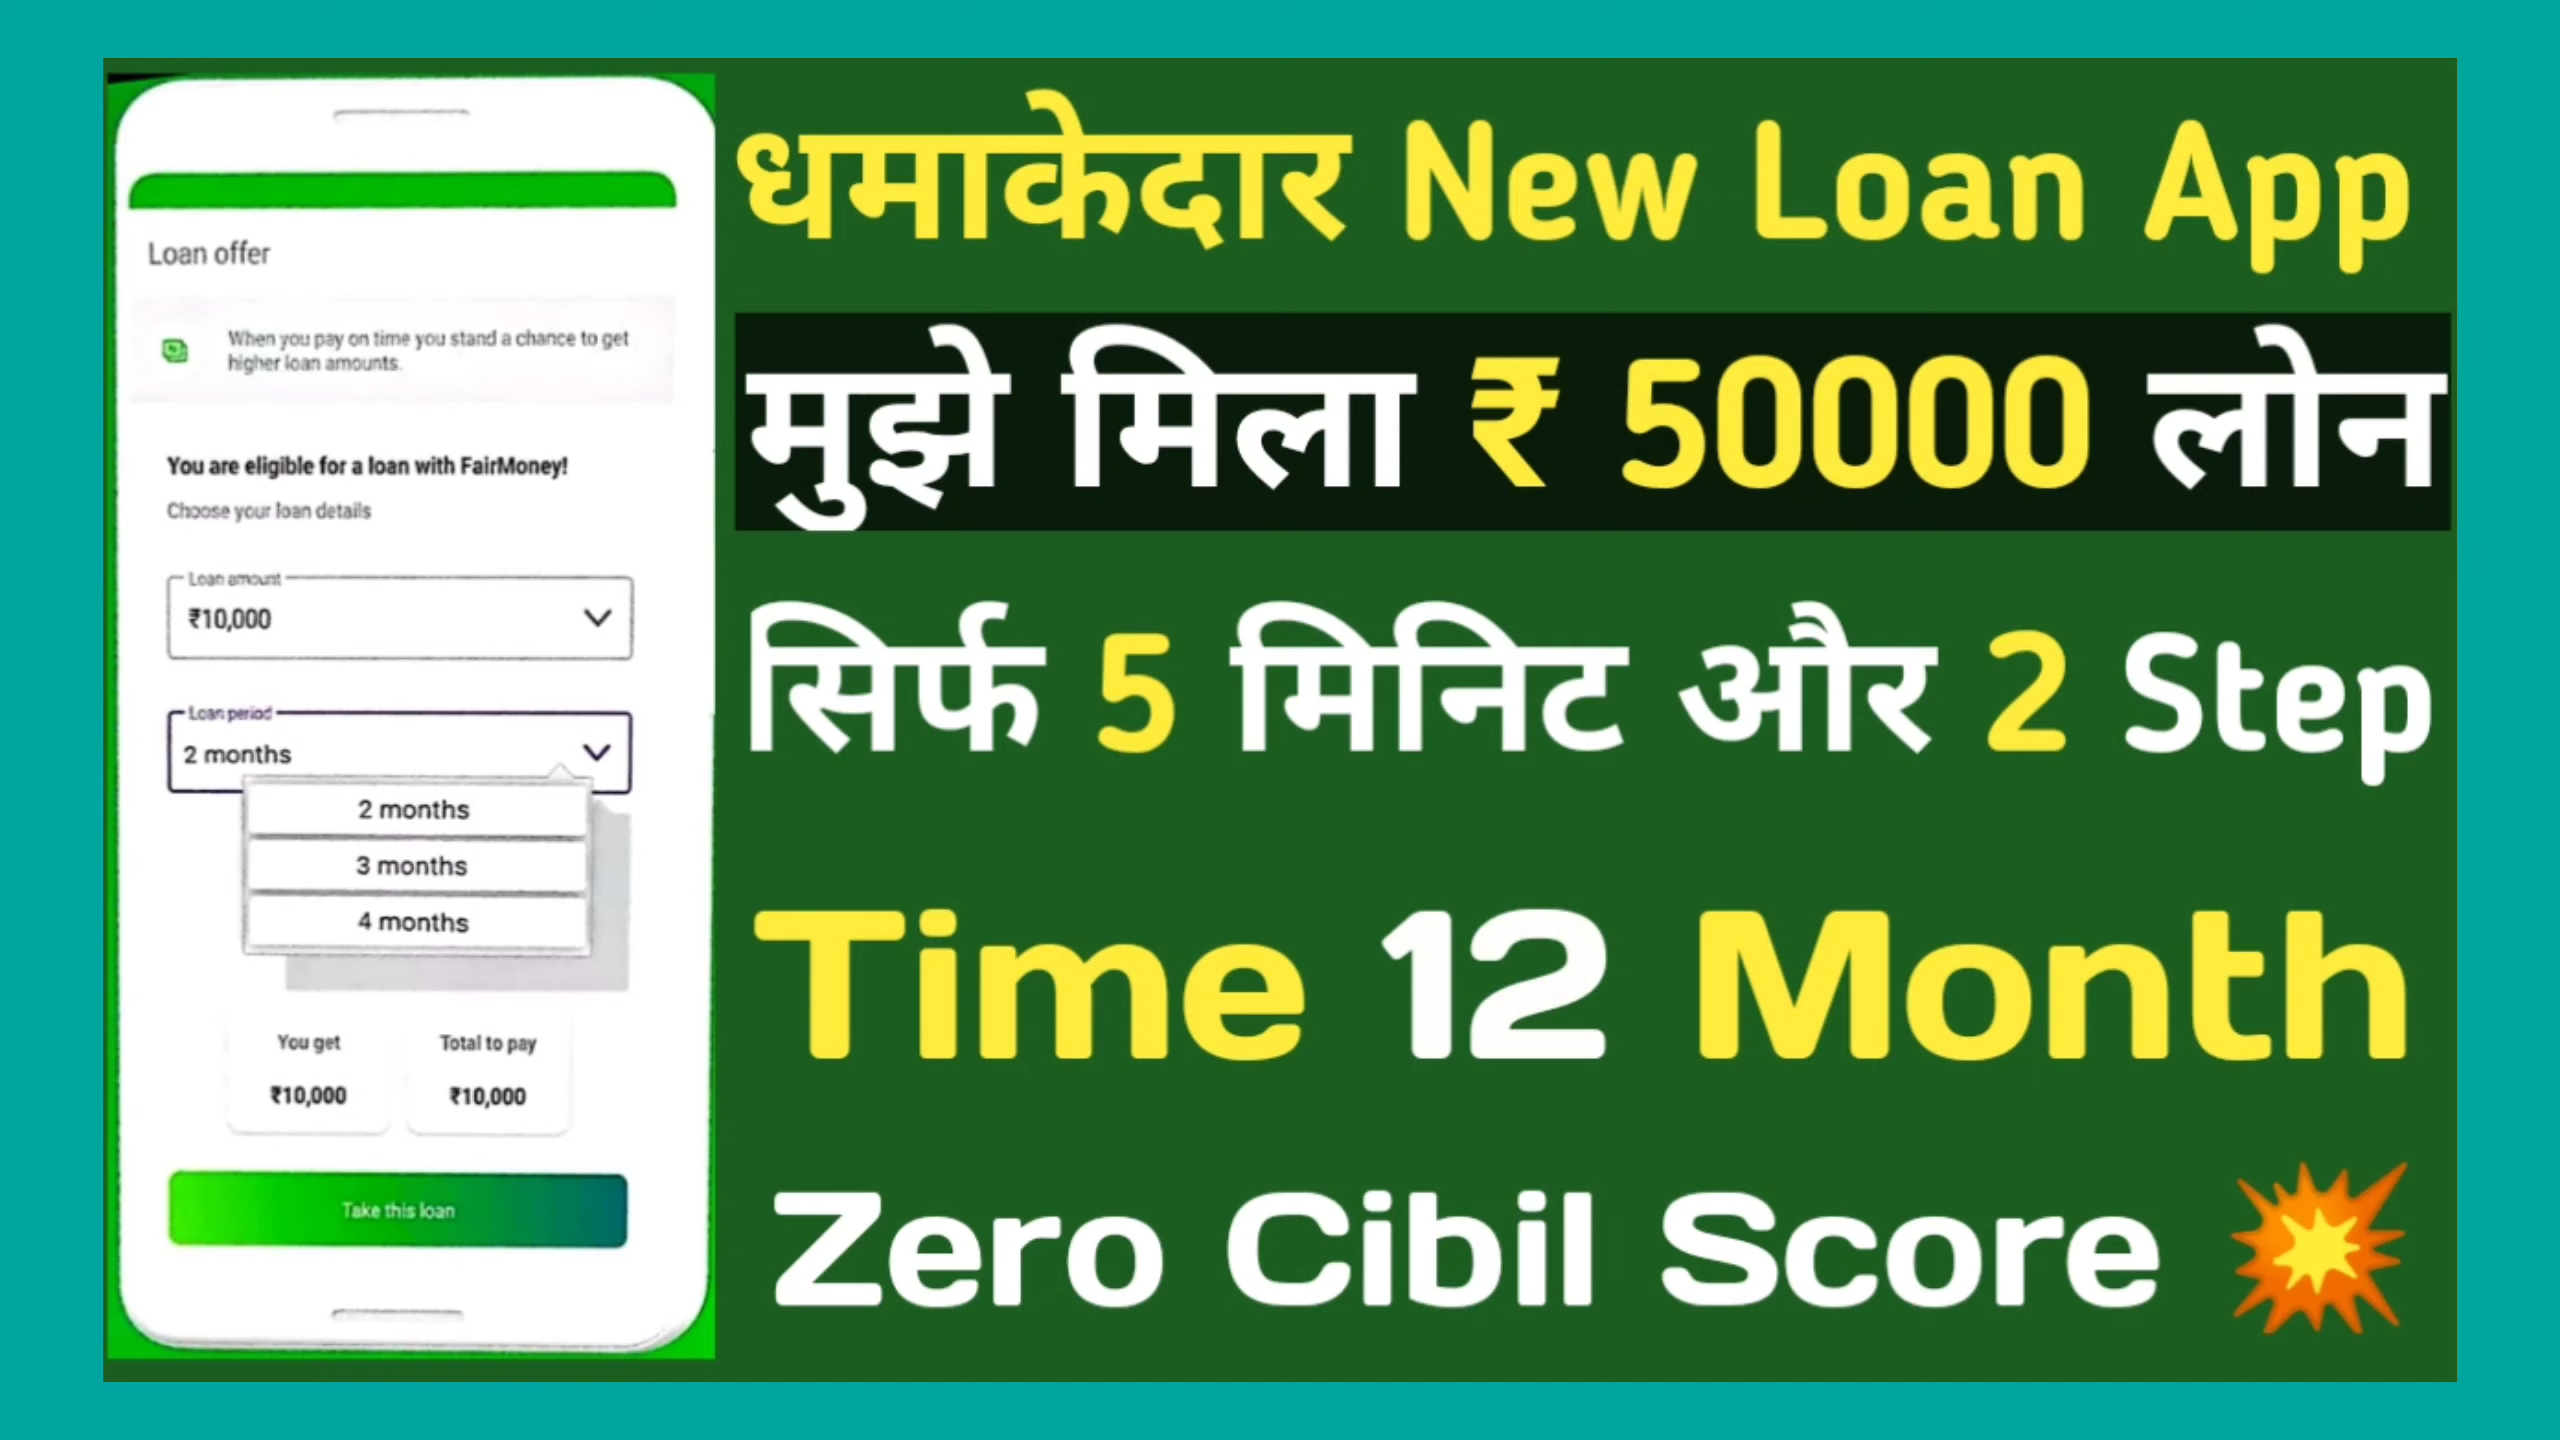 Loan offer
When you pay on time you stand a chance to get
higher loan amounts.
You are eligible for a loan with FairMoney!
Choose your loan details
Loan amount
₹10,000
Loan period
2 months
2 months
3 months
4 months
You get
Total to pay
₹10,000
₹10,000
Take this loan
धमाकेदार New Loan App
मुझे मिला ₹ 50000 लोन
सिर्फ 5 मिनिट और 2 Step
Time 12 Month
Zero Cibil Score